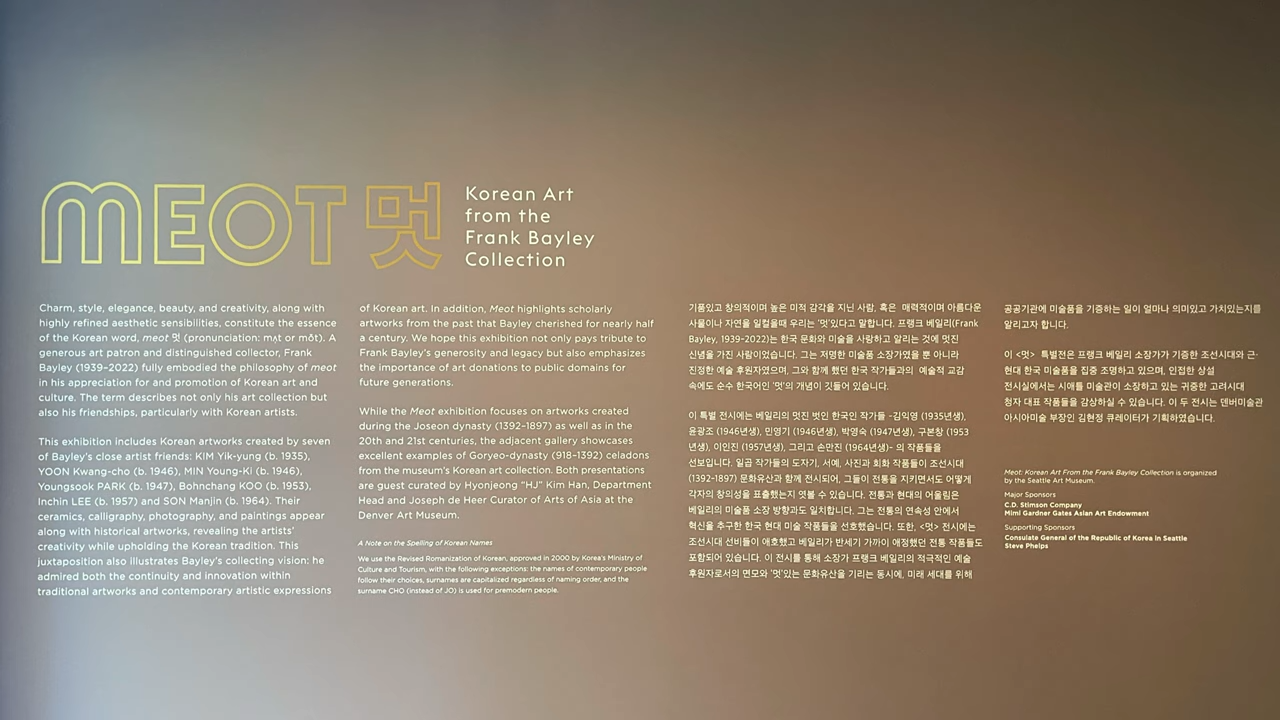 MEOT 멋
Korean Art
from the
Frank Bayley
Collection
Charm, style, elegance, beauty, and creativity, along with
highly refined aesthetic sensibilities, constitute the essence
of the Korean word, meot 멋 (pronunciation: mʌt or mŏt). A
generous art patron and distinguished collector, Frank
Bayley (1939–2022) fully embodied the philosophy of meot
in his appreciation for and promotion of Korean art and
culture. The term describes not only his art collection but
also his friendships, particularly with Korean artists.
This exhibition includes Korean artworks created by seven
of Bayley's close artist friends: KIM Yik-yung (b. 1935),
YOON Kwang-cho (b. 1946), MIN Young-Ki (b. 1946),
Youngsook PARK (b. 1947), Bohnchang KOO (b. 1953),
Inchin LEE (b. 1957) and SON Manjin (b. 1964). Their
ceramics, calligraphy, photography, and paintings appear
along with historical artworks, revealing the artists'
creativity while upholding the Korean tradition. This
juxtaposition also illustrates Bayley's collecting vision: he
admired both the continuity and innovation within
traditional artworks and contemporary artistic expressions
of Korean art. In addition, Meot highlights scholarly
artworks from the past that Bayley cherished for nearly half
a century. We hope this exhibition not only pays tribute to
Frank Bayley's generosity and legacy but also emphasizes
the importance of art donations to public domains for
future generations.
While the Meot exhibition focuses on artworks created
during the Joseon dynasty (1392–1897) as well as in the
20th and 21st centuries, the adjacent gallery showcases
excellent examples of Goryeo-dynasty (918–1392) celadons
from the museum's Korean art collection. Both presentations
are guest curated by Hyonjeong "HJ" Kim Han, Department
Head and Joseph de Heer Curator of Arts of Asia at the
Denver Art Museum.
A Note on the Spelling of Korean Names
We use the Revised Romanization of Korean, approved in 2000 by Korea's Ministry of
Culture and Tourism, with the following exceptions: the names of contemporary people
follow their choices, surnames are capitalized regardless of naming order, and the
surname CHO (instead of JO) is used for premodern people.
기품있고 창의적이며 높은 미적 감각을 지닌 사람, 혹은 매력적이며 아름다운
사물이나 자연을 일컬을때 우리는 '멋'있다고 말합니다. 프랭크 베일리(Frank
Bayley, 1939-2022)는 한국 문화와 미술을 사랑하고 알리는 것에 멋진
신념을 가진 사람이었습니다. 그는 저명한 미술품 소장가였을 뿐 아니라
진정한 예술 후원자였으며, 그와 함께 했던 한국 작가들과의 예술적 교감
속에도 순수 한국어인 '멋'의 개념이 깃들어 있습니다.
이 특별 전시에는 베일리의 멋진 벗인 한국인 작가들 -김익영 (1935년생),
윤광조 (1946년생), 민영기 (1946년생), 박영숙 (1947년생), 구본창 (1953
년생), 이인진 (1957년생), 그리고 손만진 (1964년생)- 의 작품들을
선보입니다. 일곱 작가들의 도자기, 서예, 사진과 회화 작품들이 조선시대
(1392-1897) 문화유산과 함께 전시되어, 그들이 전통을 지키면서도 어떻게
각자의 창의성을 표출했는지 엿볼 수 있습니다. 전통과 현대의 어울림은
베일리의 미술품 소장 방향과도 일치합니다. 그는 전통의 연속성 안에서
혁신을 추구한 한국 현대 미술 작품들을 선호했습니다. 또한, <멋> 전시에는
조선시대 선비들이 애호했고 베일리가 반세기 가까이 애정했던 전통 작품들도
포함되어 있습니다. 이 전시를 통해 소장가 프랭크 베일리의 적극적인 예술
후원자로서의 면모와 '멋'있는 문화유산을 기리는 동시에, 미래 세대를 위해
공공기관에 미술품을 기증하는 일이 얼마나 의미있고 가치있는지를
알리고자 합니다.
이 <멋> 특별전은 프랭크 베일리 소장가가 기증한 조선시대와 근·
현대 한국 미술품을 집중 조명하고 있으며, 인접한 상설
전시실에서는 시애틀 미술관이 소장하고 있는 귀중한 고려시대
청자 대표 작품들을 감상하실 수 있습니다. 이 두 전시는 덴버미술관
아시아미술 부장인 김현정 큐레이터가 기획하였습니다.
Meot: Korean Art From the Frank Bayley Collection is organized
by the Seattle Art Museum.
Major Sponsors
C.D. Stimson Company
Mimi Gardner Gates Asian Art Endowment
Supporting Sponsors
Consulate General of the Republic of Korea in Seattle
Steve Phelps